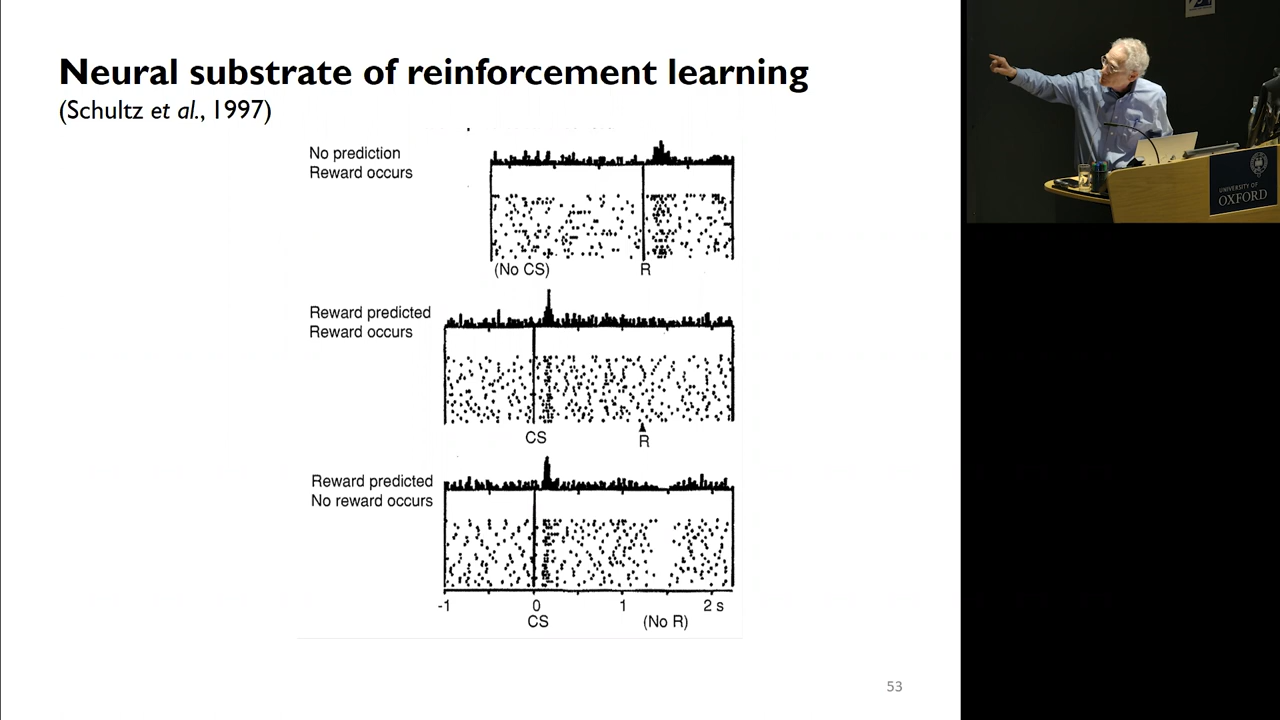 Neural substrate of reinforcement learning
(Schultz et al., 1997)
No prediction
Reward occurs
(No CS)
R
Reward predicted
Reward occurs
CS
R
Reward predicted
No reward occurs
-1
0
1
2 s
CS
(No R)
53
UNIVERSITY OF
OXFORD